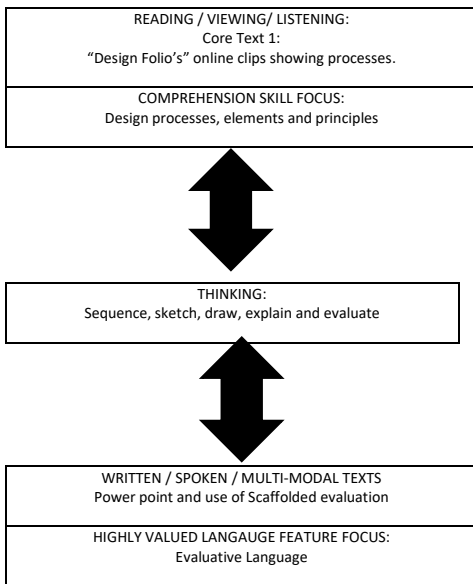 READING / VIEWING/ LISTENING:
Core Text 1:
“Design Folio’s” online clips showing processes.
COMPREHENSION SKILL FOCUS:
Design processes, elements and principles
THINKING:
Sequence, sketch, draw, explain and evaluate
WRITTEN / SPOKEN / MULTI-MODAL TEXTS
Power point and use of Scaffolded evaluation
HIGHLY VALUED LANGAUGE FEATURE FOCUS:
Evaluative Language